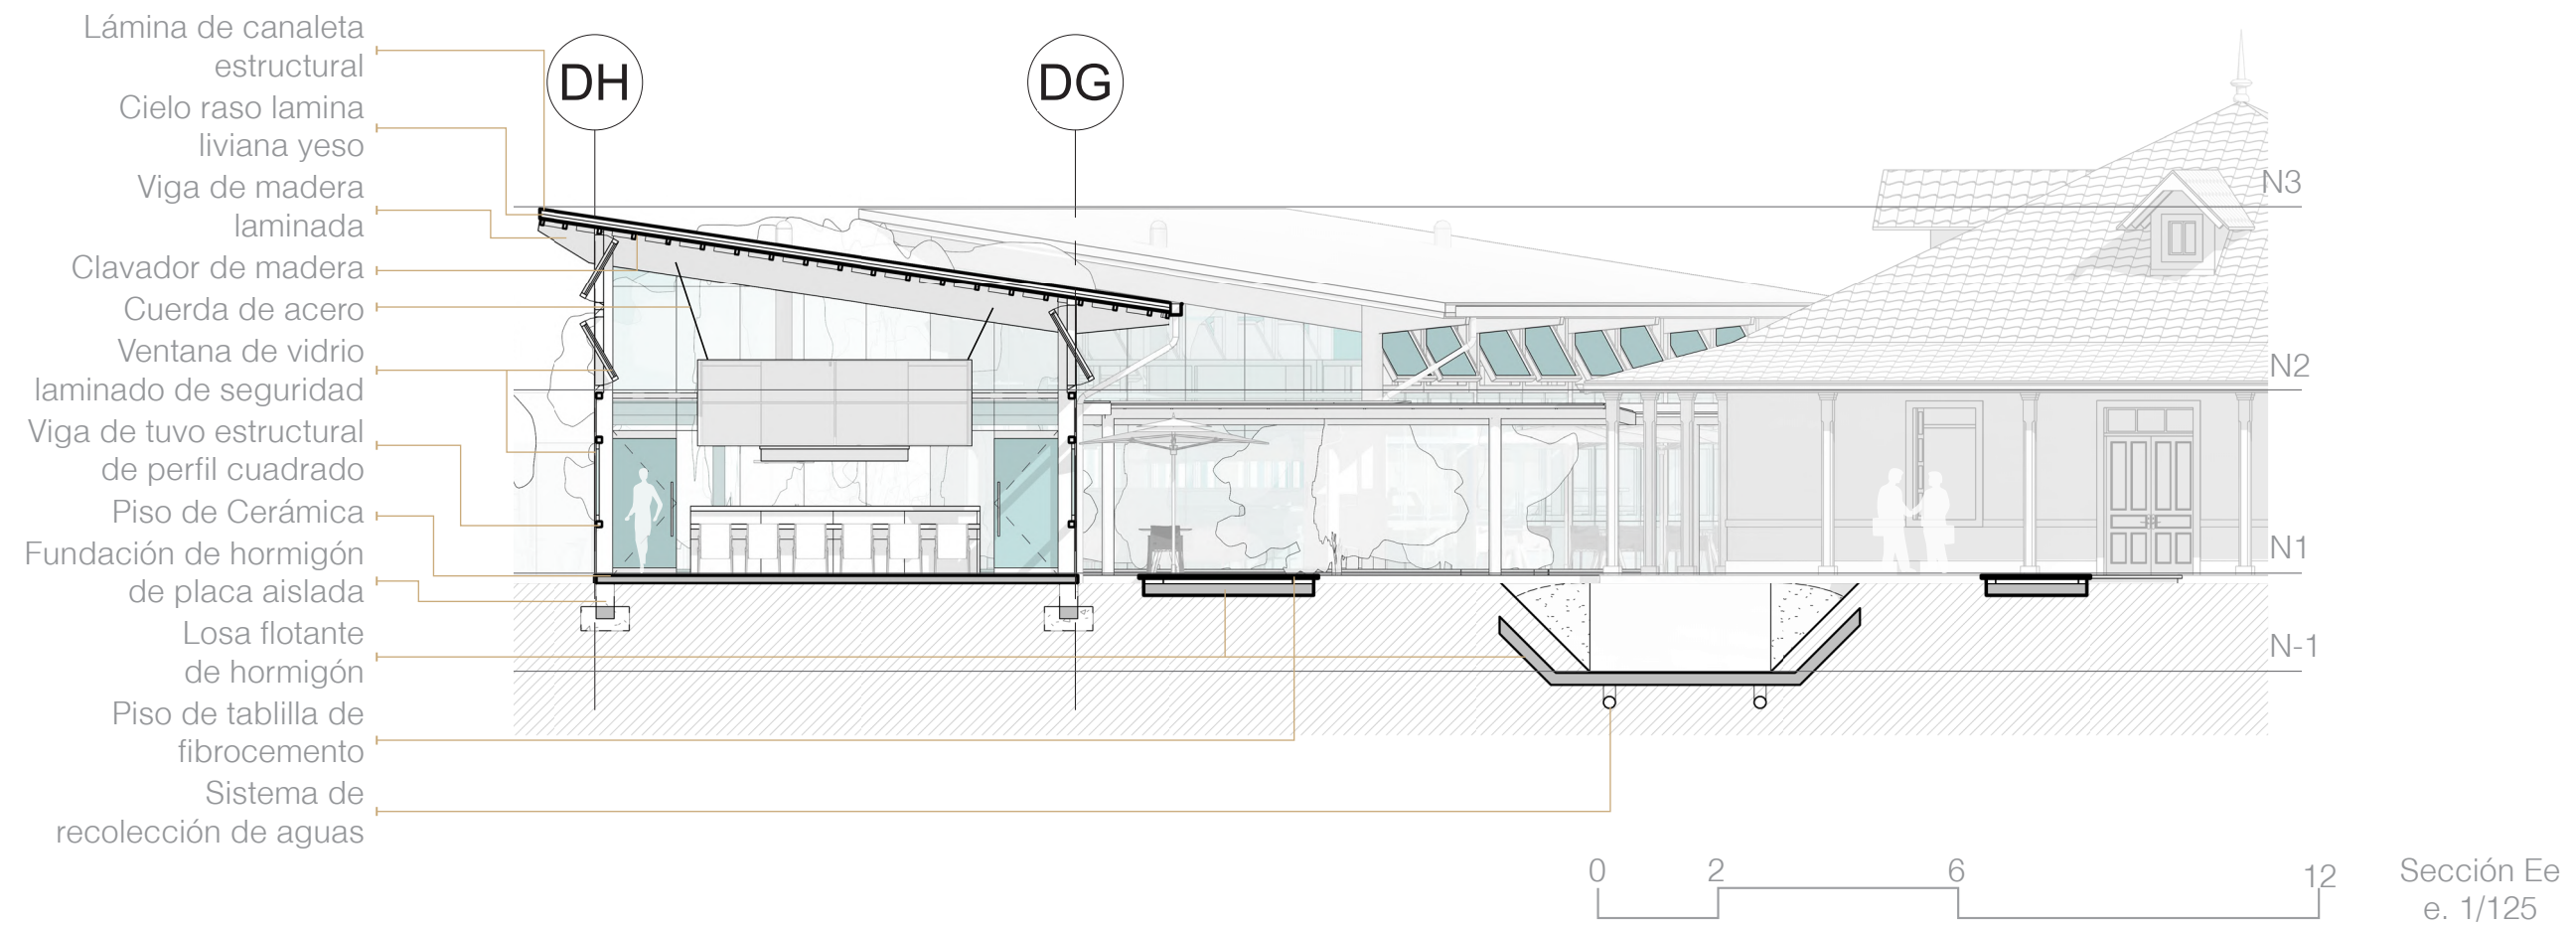 Lámina de canaleta
estructural
Cielo raso lamina
liviana yeso
Viga de madera
laminada
Clavador de madera
Cuerda de acero
Ventana de vidrio
laminado de seguridad
Viga de tuvo estructural
de perfil cuadrado
Piso de Cerámica
Fundación de hormigón
de placa aislada
Losa flotante
de hormigón
Piso de tablilla de
fibrocemento
Sistema de
recolección de aguas
DH
DG
N3
N2
N1
N-1
0 2 6 12
Sección Ee
e. 1/125